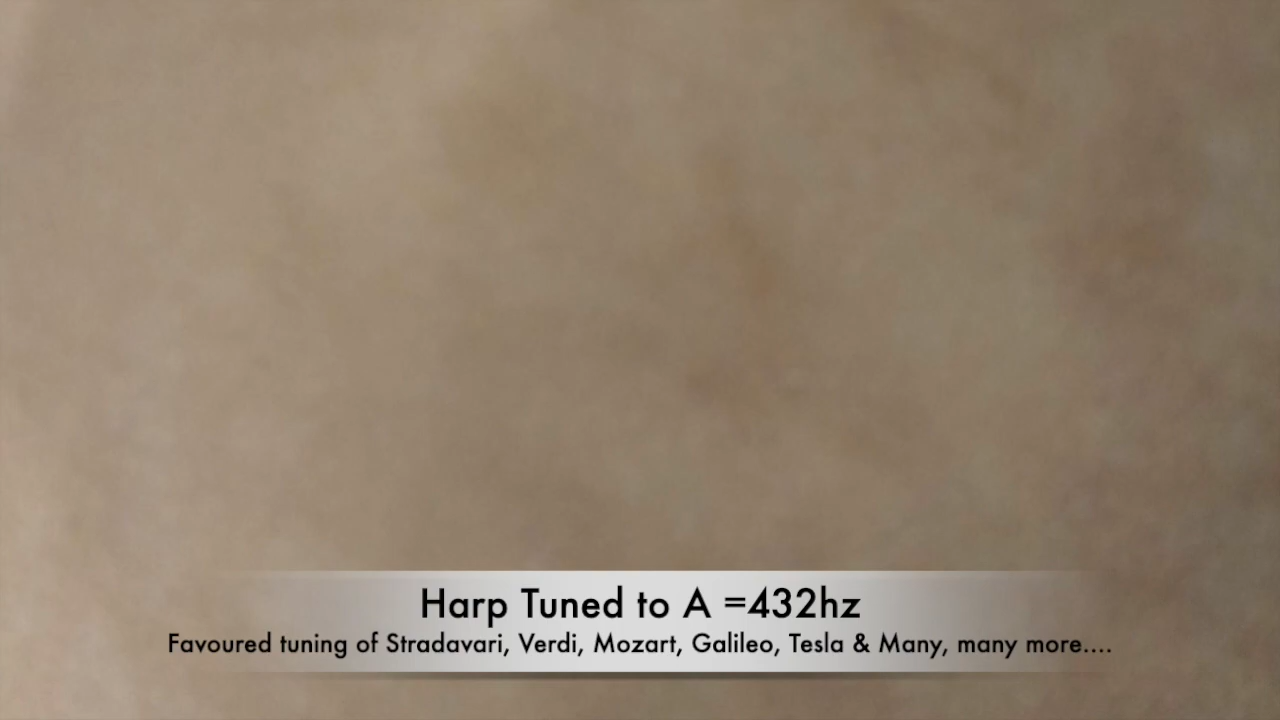 Harp Tuned to A =432hz
Favoured tuning of Stradavari, Verdi, Mozart, Galileo, Tesla & Many, many more....